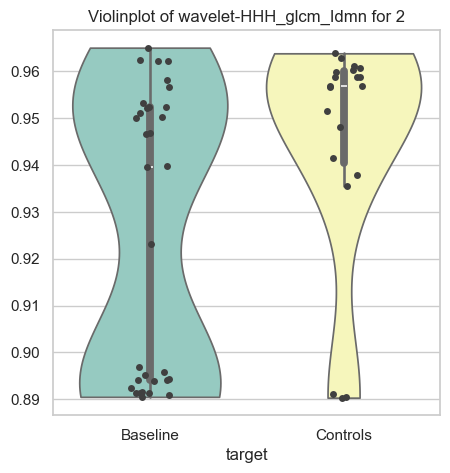 Violinplot of wavelet-HHH_glcm_Idmn for 2
0.96
0.95
0.94
0.93
0.92
0.91
0.90
0.89
Baseline Controls
target